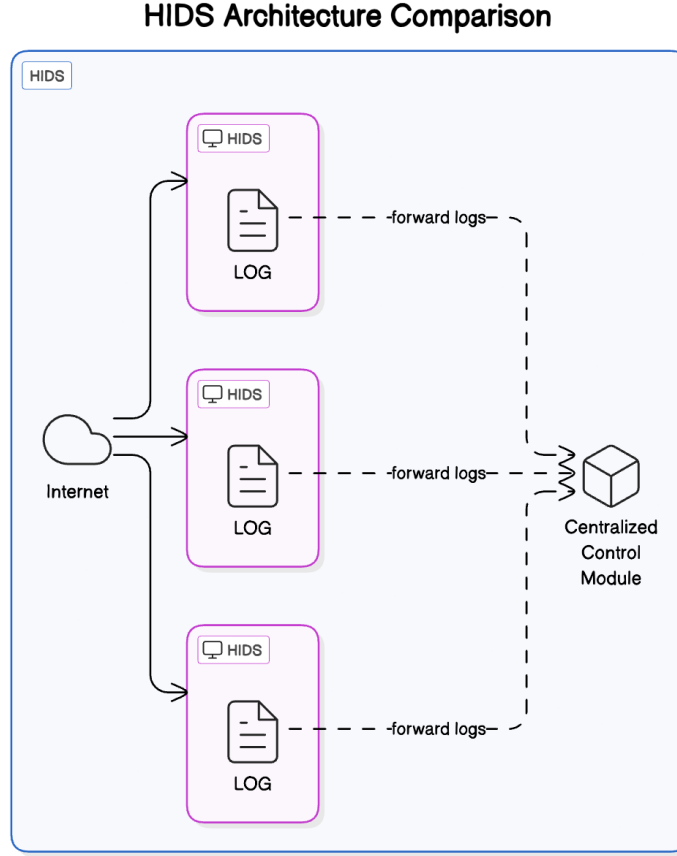 HIDS Architecture Comparison
HIDS
HIDS
LOG
forward logs
HIDS
LOG
forward logs
Internet
Centralized
Control
Module
HIDS
LOG
forward logs